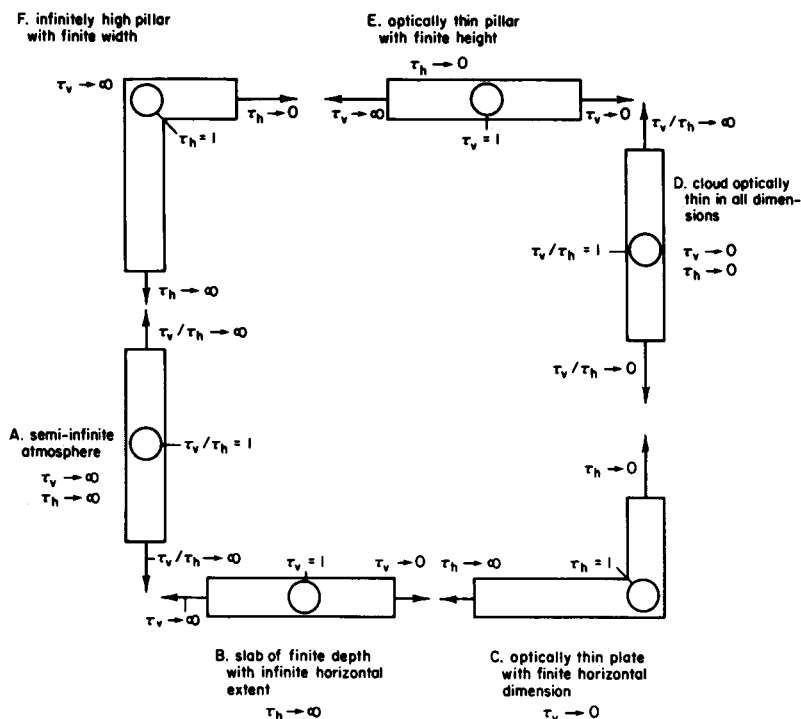 F. infinitely high pillar
with finite width
E. optically thin pillar
with finite height
τv → ∞
τh = 1
τh → 0
τh → ∞
τh → 0
τv → ∞
τv = 1
τv → 0
τv/τh → ∞
D. cloud optically
thin in all dimen-
sions
τv/τh = 1
τv → 0
τh → 0
τv/τh → 0
τv/τh → ∞
A. semi-infinite
atmosphere
τv → ∞
τh → ∞
τv/τh = 1
τv/τh → ∞
τv → ∞
τv = 1
τv → 0
B. slab of finite depth
with infinite horizontal
extent
τh → ∞
τh → ∞
τh = 1
τh → 0
C. optically thin plate
with finite horizontal
dimension
τv → 0